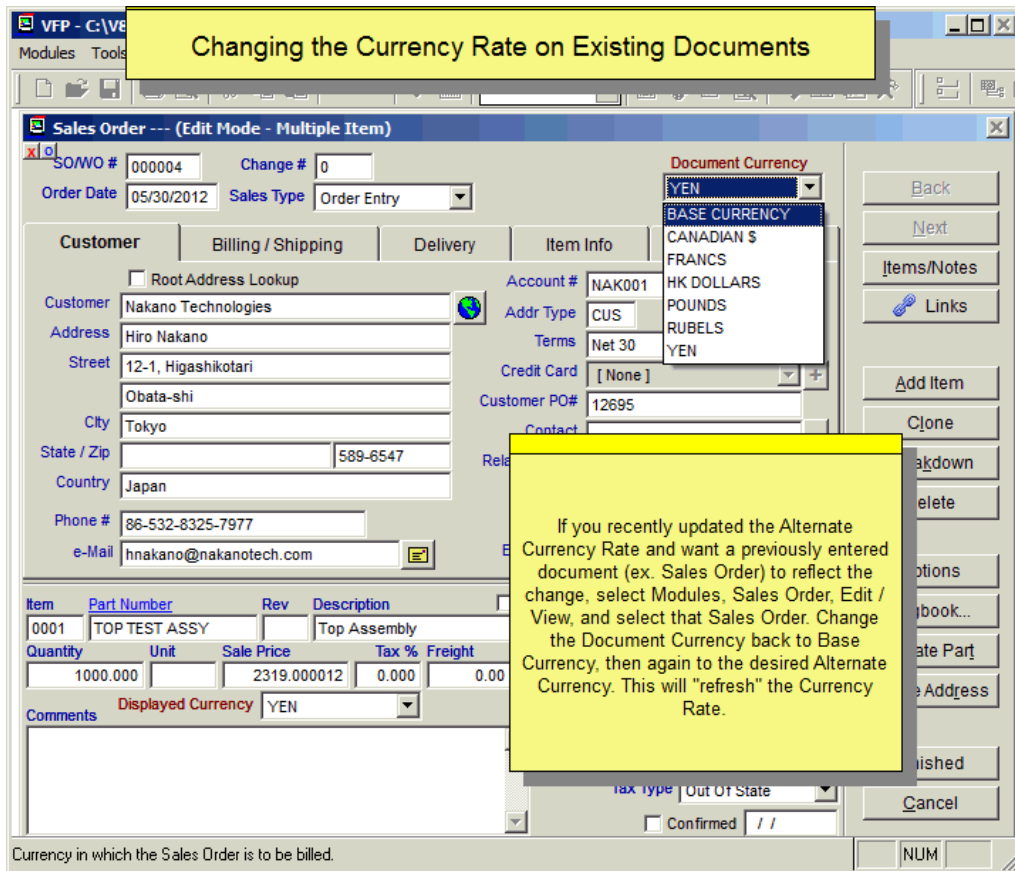 VFP - C:\V8
Changing the Currency Rate on Existing Documents
Modules Tools
Sales Order --- (Edit Mode - Multiple Item)
X O
SO/WO # 000004 Change # 0 Document Currency
Order Date 05/30/2012 Sales Type Order Entry YEN
BASE CURRENCY
CANADIAN $
FRANCS
HK DOLLARS
POUNDS
RUBELS
YEN
Back
Next
Items/Notes
Links
Add Item
Clone
akdown
elete
ptions
gbook...
ate Part
e Address
ished
Cancel
Customer Billing / Shipping Delivery Item Info
Root Address Lookup
Customer Nakano Technologies
Address Hiro Nakano
Street 12-1, Higashikotari
Obata-shi
City Tokyo
State / Zip 589-6547
Country Japan
Phone # 86-532-8325-7977
e-Mail hnakano@nakanotech.com
Account # NAK001
Addr Type CUS
Terms Net 30
Credit Card [ None ] +
Customer PO# 12695
Contact
Rela
E
If you recently updated the Alternate
Currency Rate and want a previously entered
document (ex. Sales Order) to reflect the
change, select Modules, Sales Order, Edit /
View, and select that Sales Order. Change
the Document Currency back to Base
Currency, then again to the desired Alternate
Currency. This will "refresh" the Currency
Rate.
Item Part Number Rev Description
0001 TOP TEST ASSY Top Assembly
Quantity Unit Sale Price Tax % Freight
1000.000 2319.000012 0.000 0.00
Displayed Currency YEN
Comments
Tax Type Out Of State
Confirmed / /
Currency in which the Sales Order is to be billed.
NUM